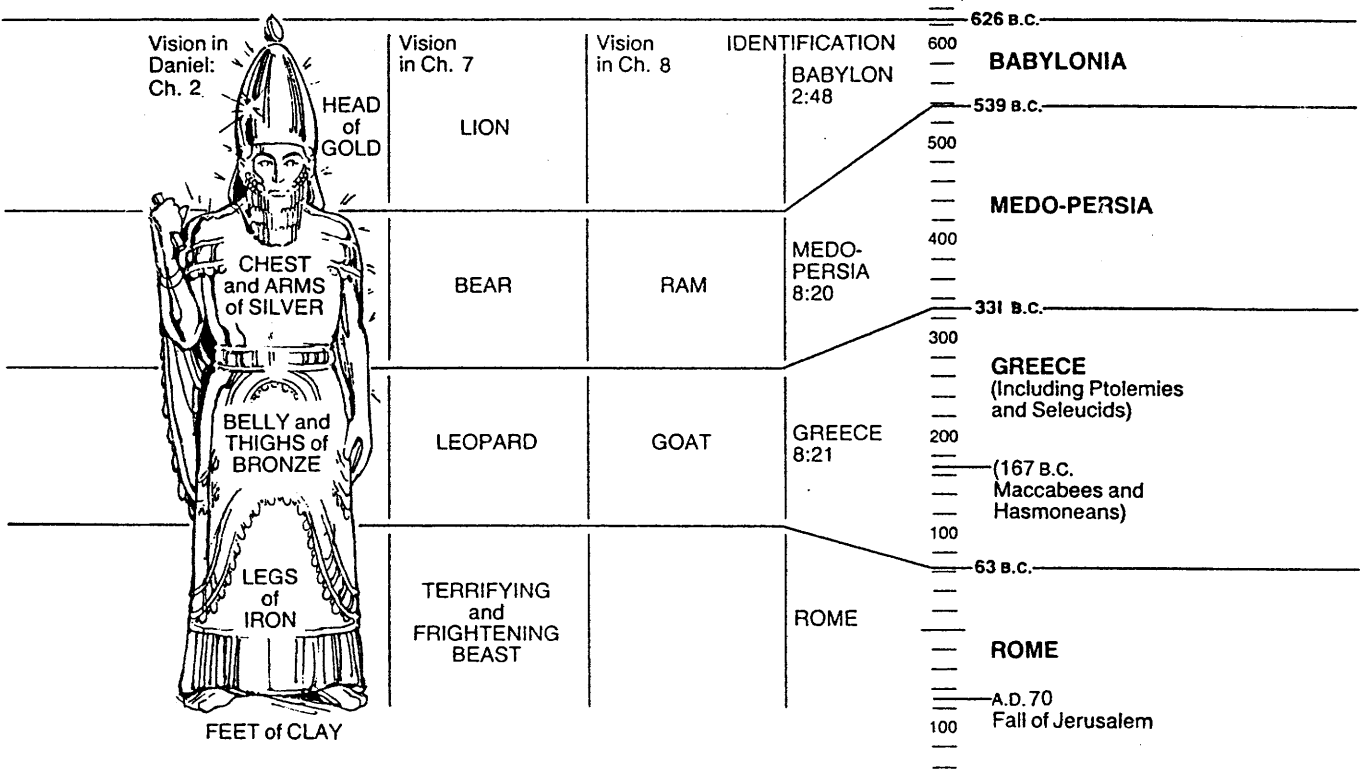 Vision in
Daniel:
Ch. 2
HEAD
of
GOLD
CHEST
and ARMS
of SILVER
BELLY and
THIGHS of
BRONZE
LEGS
of
IRON
FEET of CLAY
Vision
in Ch. 7
LION
BEAR
LEOPARD
TERRIFYING
and
FRIGHTENING
BEAST
Vision
in Ch. 8
RAM
GOAT
IDENTIFICATION
BABYLON
2:48
MEDO-
PERSIA
8:20
GREECE
8:21
ROME
600
500
400
300
200
100
100
626 B.C.
BABYLONIA
539 B.C.
MEDO-PERSIA
331 B.C.
GREECE
(Including Ptolemies
and Seleucids)
(167 B.C.
Maccabees and
Hasmoneans)
63 B.C.
ROME
A.D. 70
Fall of Jerusalem